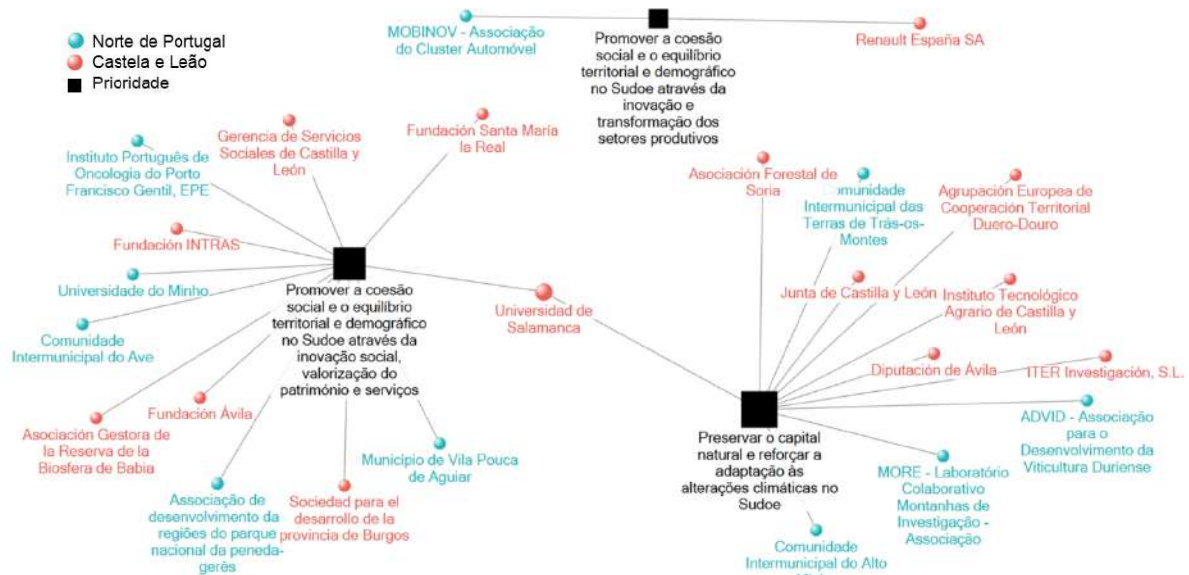 Norte de Portugal
Castela e Leão
Prioridade
MOBINOV - Associação
do Cluster Automóvel
Promover a coesão
social e o equilíbrio
territorial e demográfico
no Sudoe através da
inovação e
transformação dos
setores produtivos
Renault España SA
Instituto Português de
Oncologia do Porto
Francisco Gentil, EPE
Gerencia de Servicios
Sociales de Castilla y
León
Fundación Santa María
la Real
Fundación INTRAS
Universidade do Minho
Comunidade
Intermunicipal do Ave
Promover a coesão
social e o equilíbrio
territorial e demográfico
no Sudoe através da
inovação social,
valorização do
património e serviços
Universidad de
Salamanca
Asociación Gestora de
la Reserva de la
Biosfera de Babia
Fundación Ávila
Associação de
desenvolvimento da
regiões do parque
nacional da peneda-
gerês
Sociedad para el
desarrollo de la
provincia de Burgos
Município de Vila Pouca
de Aguiar
Asociación Forestal de
Soria
Comunidade
Intermunicipal das
Terras de Trás-os-
Montes
Agrupación Europea de
Cooperación Territorial
Duero-Douro
Junta de Castilla y León
Instituto Tecnológico
Agrario de Castilla y
León
Diputación de Ávila
ITER Investigación, S.L.
ADVID - Associação
para o
Desenvolvimento da
Viticultura Duriense
Preservar o capital
natural e reforçar a
adaptação às
alterações climáticas no
Sudoe
MORE - Laboratório
Colaborativo
Montanhas de
Investigação -
Associação
Comunidade
Intermunicipal do Alto